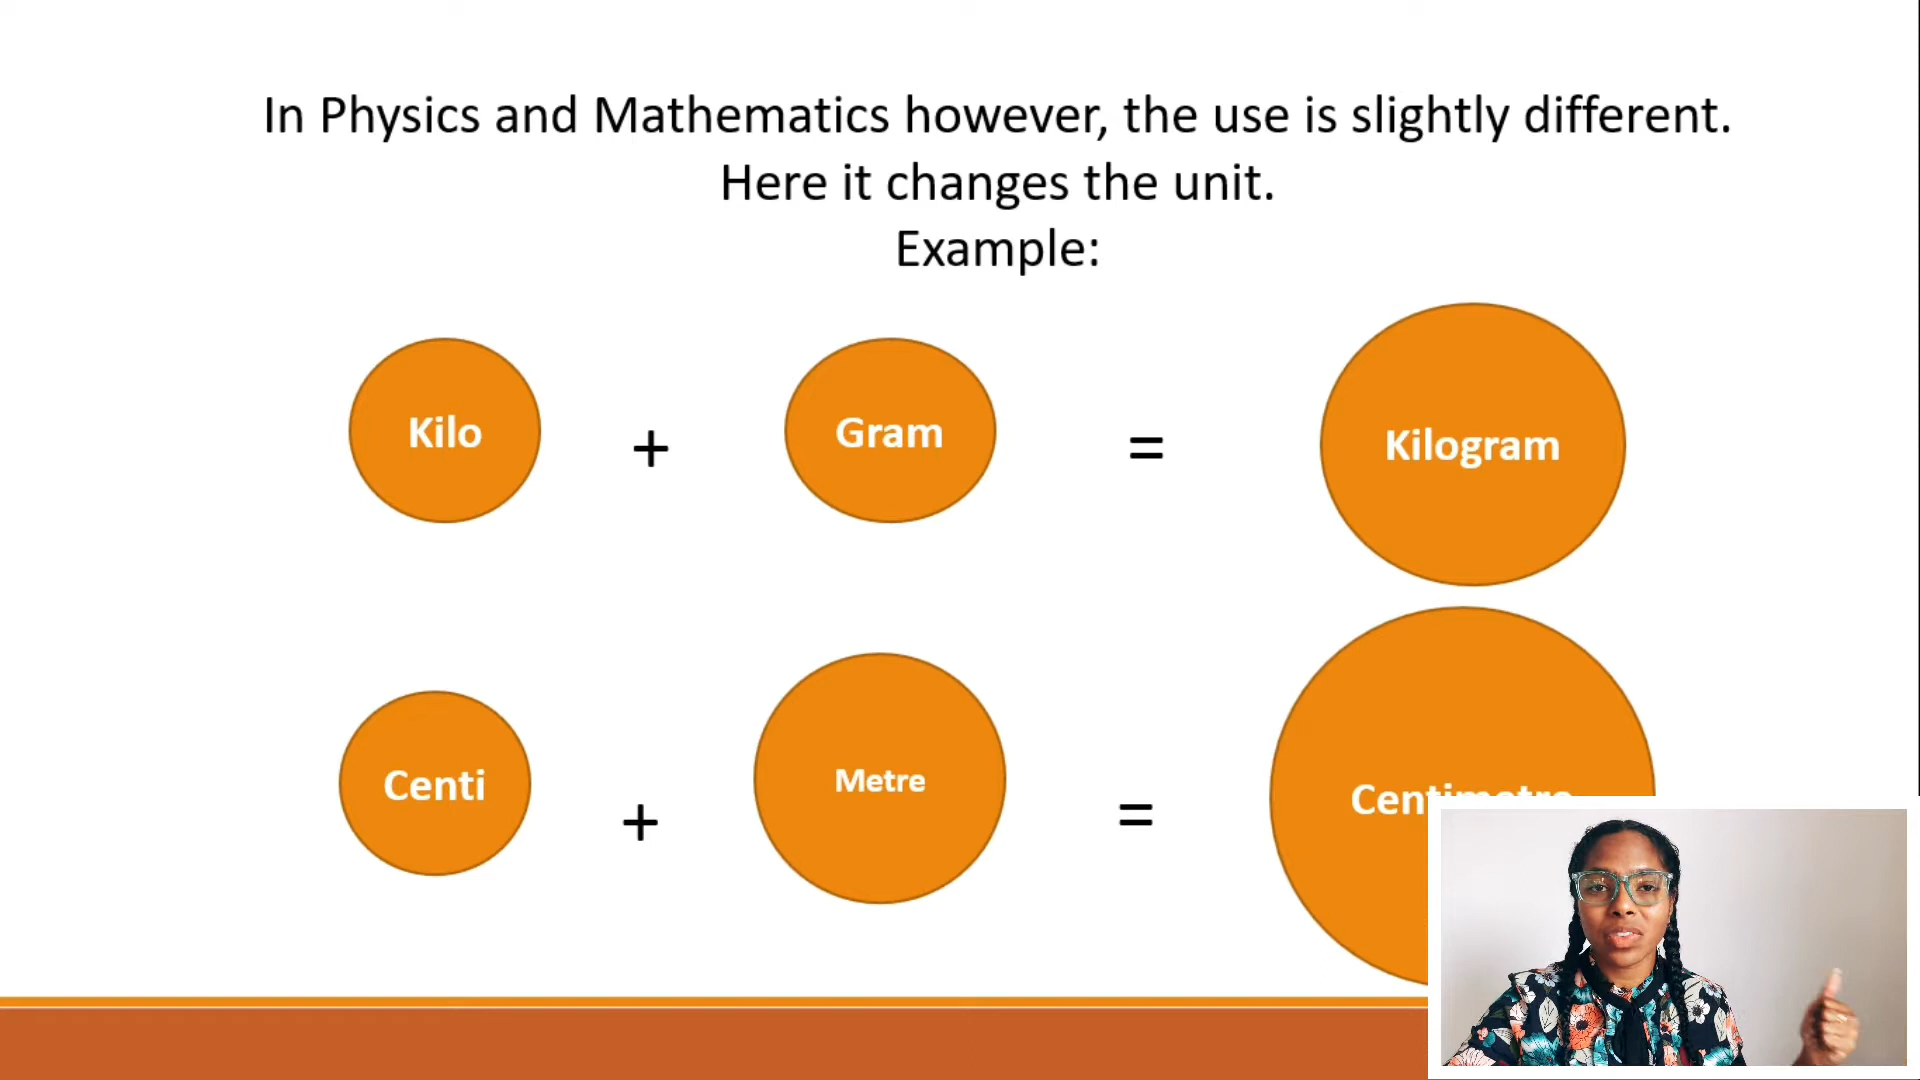 In Physics and Mathematics however, the use is slightly different.
Here it changes the unit.
Example:
Kilo + Gram = Kilogram
Centi + Metre = Centimetre